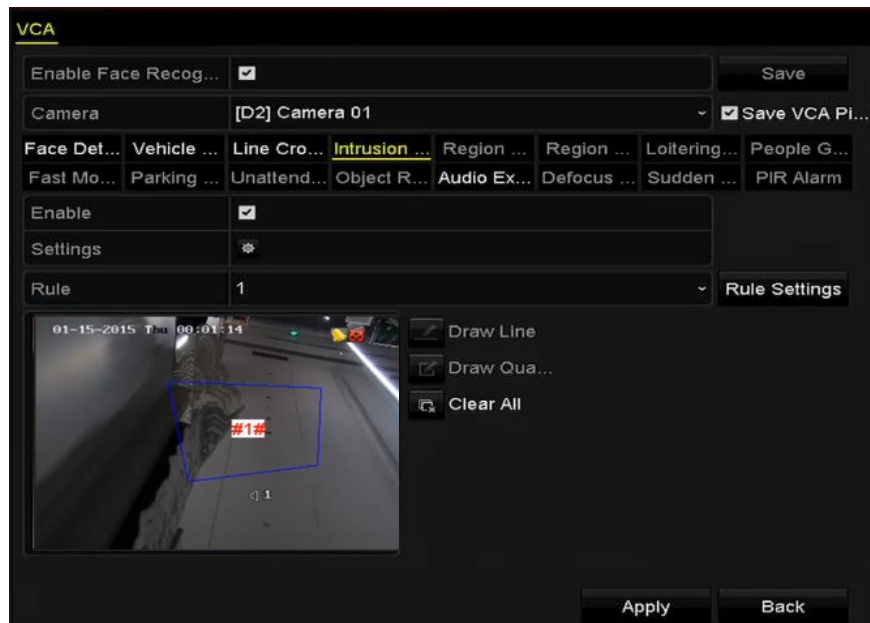 VCA
Enable Face Recog... Save
Camera [D2] Camera 01 Save VCA Pi...
Face Det... Vehicle ... Line Cro... Intrusion ... Region ... Region ... Loitering... People G...
Fast Mo... Parking ... Unattend... Object R... Audio Ex... Defocus ... Sudden ... PIR Alarm
Enable
Settings
Rule 1 Rule Settings
01-15-2015 Thu 00:01:14
Draw Line
Draw Qua...
Clear All
#1#
1
Apply Back